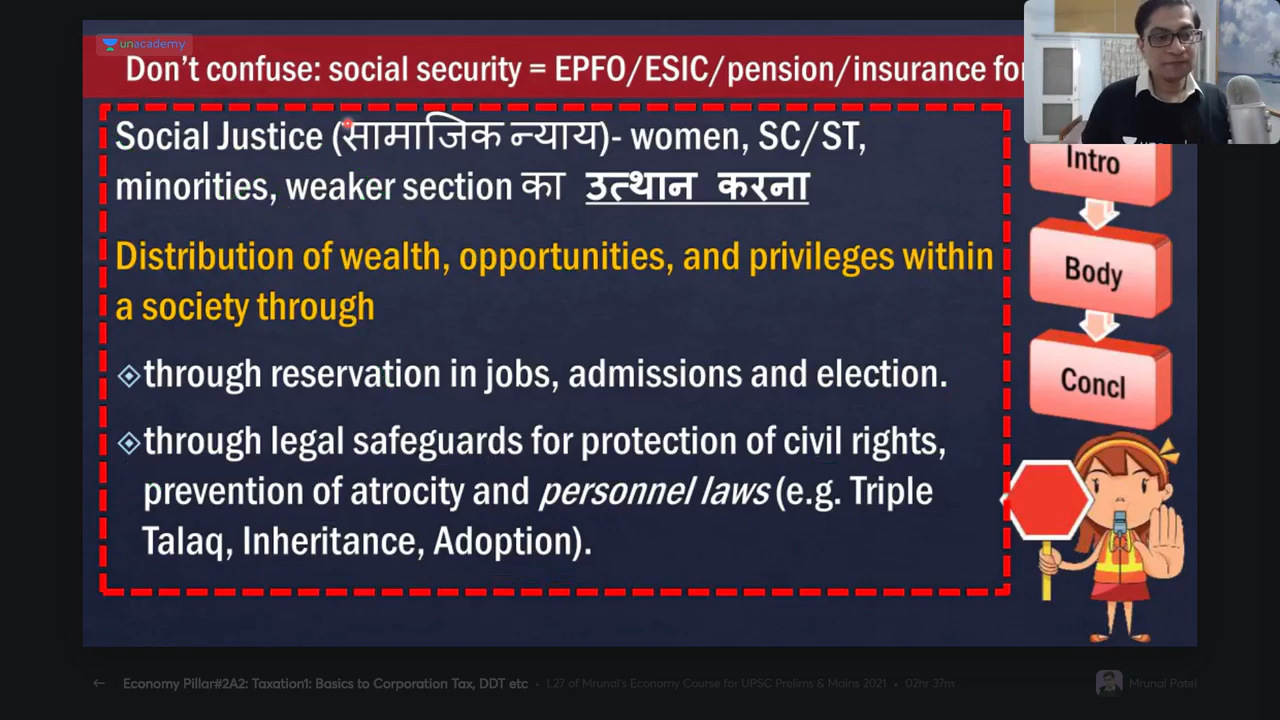 unacademy
Don't confuse: social security = EPFO/ESIC/pension/insurance for
Social Justice (सामाजिक न्याय)- women, SC/ST,
minorities, weaker section का उत्थान करना
Distribution of wealth, opportunities, and privileges within
a society through
through reservation in jobs, admissions and election.
through legal safeguards for protection of civil rights,
prevention of atrocity and personnel laws (e.g. Triple
Talaq, Inheritance, Adoption).
Intro
Body
Concl
Economy Pillar#2A2: Taxation1: Basics to Corporation Tax, DDT etc • L27 of Mrunal's Economy Course for UPSC Prelims & Mains 2021 • 02hr 37m
Mrunal Patel